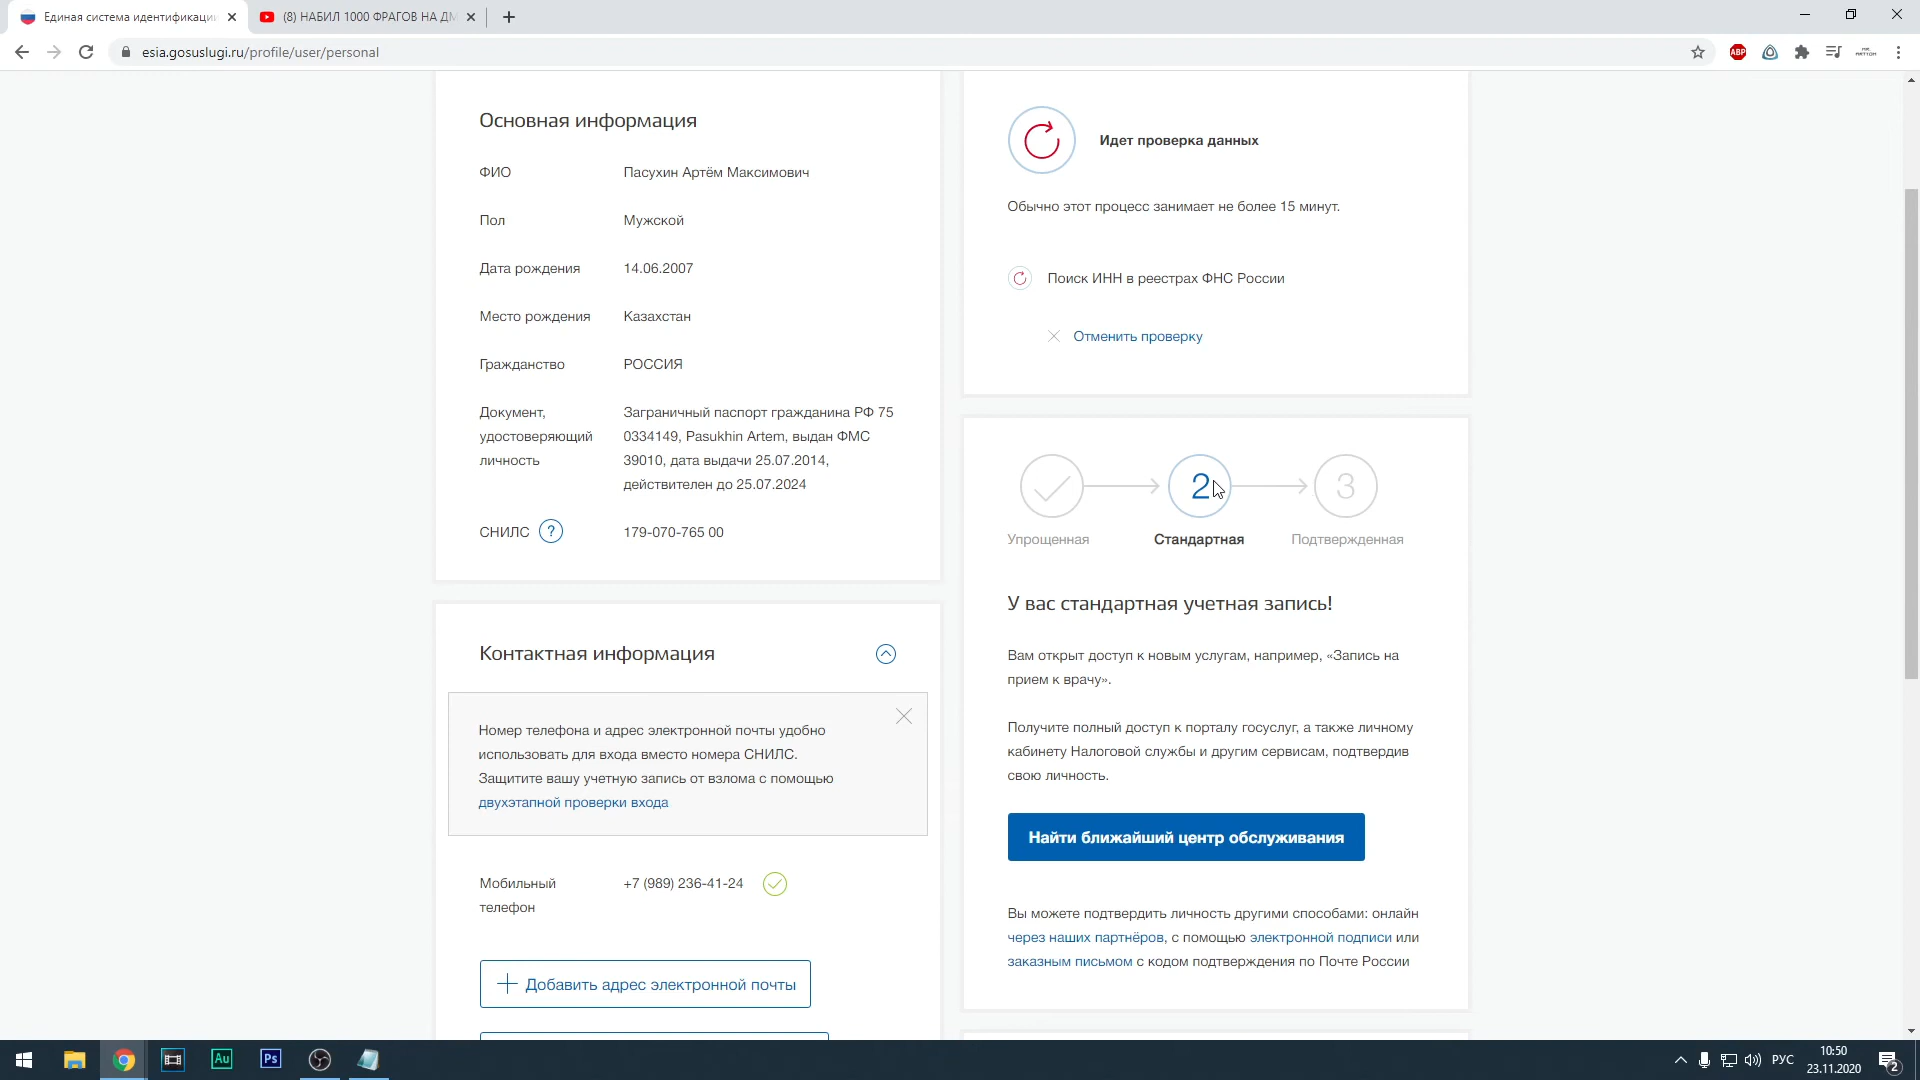 Единая система идентификации
(8) НАБИЛ 1000 ФРАГОВ НА ДМ
esia.gosuslugi.ru/profile/user/personal
ABP
Основная информация
ФИО Пасухин Артём Максимович
Пол Мужской
Дата рождения 14.06.2007
Место рождения Казахстан
Гражданство РОССИЯ
Документ, Заграничный паспорт гражданина РФ 75
удостоверяющий 0334149, Pasukhin Artem, выдан ФМС
личность 39010, дата выдачи 25.07.2014,
действителен до 25.07.2024
СНИЛС ? 179-070-765 00
Контактная информация
Номер телефона и адрес электронной почты удобно
использовать для входа вместо номера СНИЛС.
Защитите вашу учетную запись от взлома с помощью
двухэтапной проверки входа
Мобильный +7 (989) 236-41-24
телефон
Добавить адрес электронной почты
Идет проверка данных
Обычно этот процесс занимает не более 15 минут.
Поиск ИНН в реестрах ФНС России
Отменить проверку
2 3
Упрощенная Стандартная Подтвержденная
У вас стандартная учетная запись!
Вам открыт доступ к новым услугам, например, «Запись на
прием к врачу».
Получите полный доступ к порталу госуслуг, а также личному
кабинету Налоговой службы и другим сервисам, подтвердив
свою личность.
Найти ближайший центр обслуживания
Вы можете подтвердить личность другими способами: онлайн
через наших партнёров, с помощью электронной подписи или
заказным письмом с кодом подтверждения по Почте России
Au
Ps
РУС
10:50
23.11.2020
2